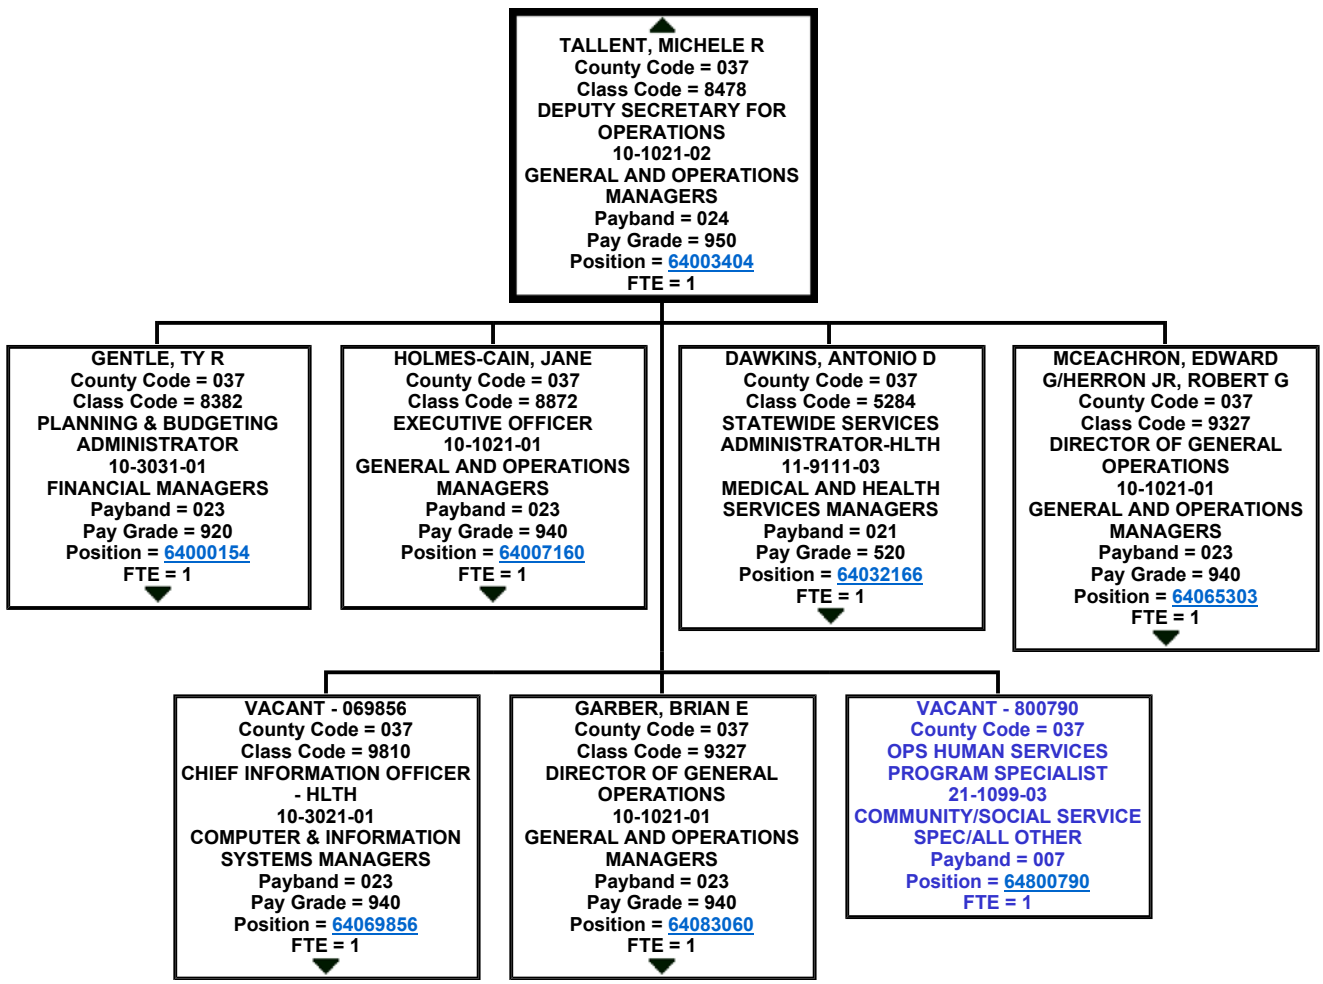 TALLENT, MICHELE R
County Code = 037
Class Code = 8478
DEPUTY SECRETARY FOR
OPERATIONS
10-1021-02
GENERAL AND OPERATIONS
MANAGERS
Payband = 024
Pay Grade = 950
Position = 64003404
FTE = 1
GENTLE, TY R
County Code = 037
Class Code = 8382
PLANNING & BUDGETING
ADMINISTRATOR
10-3031-01
FINANCIAL MANAGERS
Payband = 023
Pay Grade = 920
Position = 64000154
FTE = 1
HOLMES-CAIN, JANE
County Code = 037
Class Code = 8872
EXECUTIVE OFFICER
10-1021-01
GENERAL AND OPERATIONS
MANAGERS
Payband = 023
Pay Grade = 940
Position = 64007160
FTE = 1
DAWKINS, ANTONIO D
County Code = 037
Class Code = 5284
STATEWIDE SERVICES
ADMINISTRATOR-HLTH
11-9111-03
MEDICAL AND HEALTH
SERVICES MANAGERS
Payband = 021
Pay Grade = 520
Position = 64032166
FTE = 1
MCEACHRON, EDWARD
G/HERRON JR, ROBERT G
County Code = 037
Class Code = 9327
DIRECTOR OF GENERAL
OPERATIONS
10-1021-01
GENERAL AND OPERATIONS
MANAGERS
Payband = 023
Pay Grade = 940
Position = 64065303
FTE = 1
VACANT - 069856
County Code = 037
Class Code = 9810
CHIEF INFORMATION OFFICER
- HLTH
10-3021-01
COMPUTER & INFORMATION
SYSTEMS MANAGERS
Payband = 023
Pay Grade = 940
Position = 64069856
FTE = 1
GARBER, BRIAN E
County Code = 037
Class Code = 9327
DIRECTOR OF GENERAL
OPERATIONS
10-1021-01
GENERAL AND OPERATIONS
MANAGERS
Payband = 023
Pay Grade = 940
Position = 64083060
FTE = 1
VACANT - 800790
County Code = 037
OPS HUMAN SERVICES
PROGRAM SPECIALIST
21-1099-03
COMMUNITY/SOCIAL SERVICE
SPEC/ALL OTHER
Payband = 007
Position = 64800790
FTE = 1